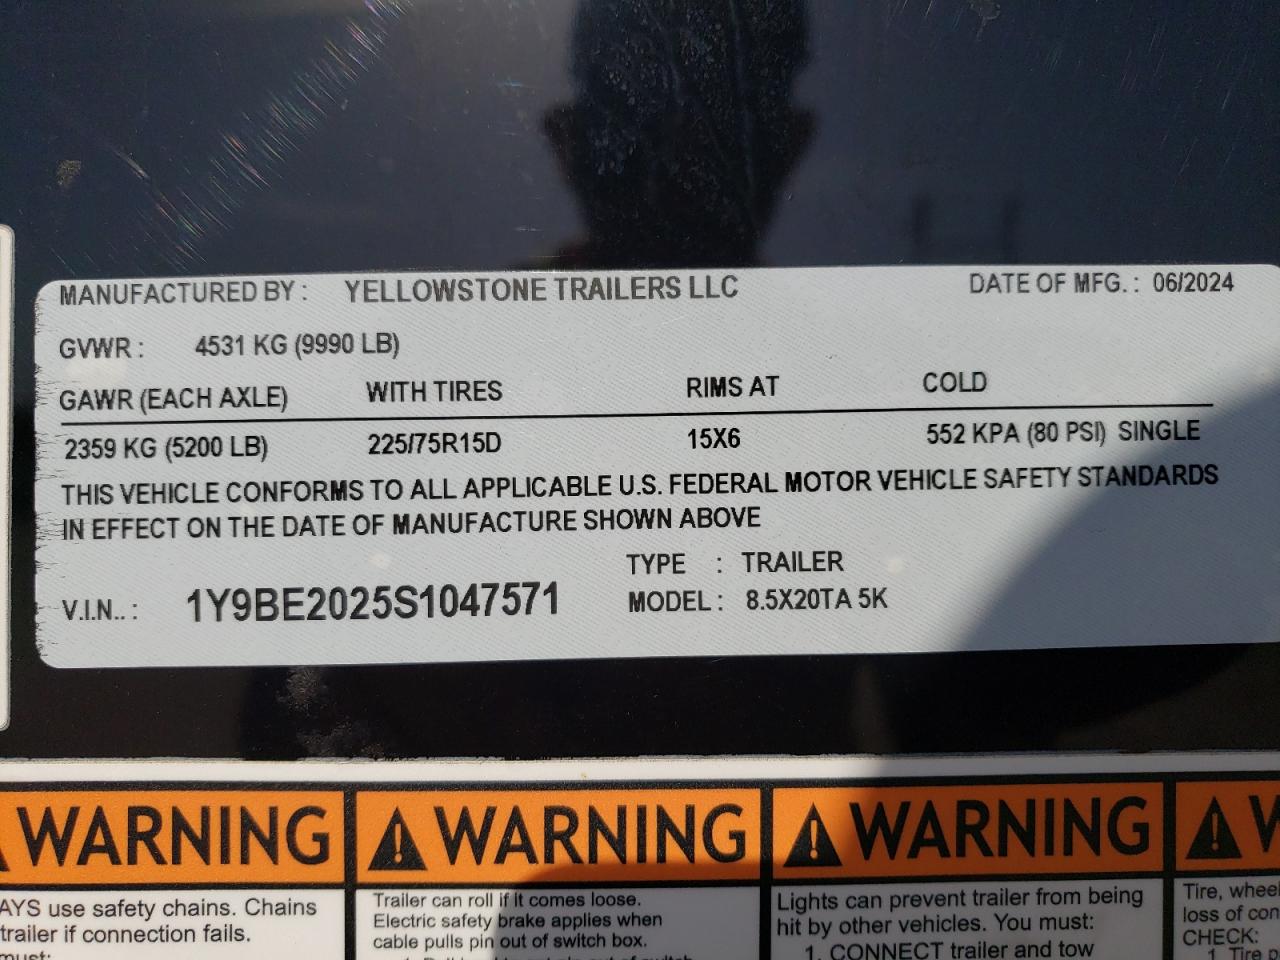 MANUFACTURED BY : YELLOWSTONE TRAILERS LLC DATE OF MFG. : 06/2024
GVWR : 4531 KG (9990 LB)
GAWR (EACH AXLE) WITH TIRES RIMS AT COLD
2359 KG (5200 LB) 225/75R15D 15X6 552 KPA (80 PSI) SINGLE
THIS VEHICLE CONFORMS TO ALL APPLICABLE U.S. FEDERAL MOTOR VEHICLE SAFETY STANDARDS
IN EFFECT ON THE DATE OF MANUFACTURE SHOWN ABOVE
TYPE : TRAILER
V.I.N.. : 1Y9BE2025S1047571 MODEL : 8.5X20TA 5K
WARNING
AYS use safety chains. Chains
trailer if connection fails.
must:
WARNING
Trailer can roll if it comes loose.
Electric safety brake applies when
cable pulls pin out of switch box.
WARNING
Lights can prevent trailer from being
hit by other vehicles. You must:
1. CONNECT trailer and tow
Tire, wheel
loss of con
CHECK:
1. Tire p